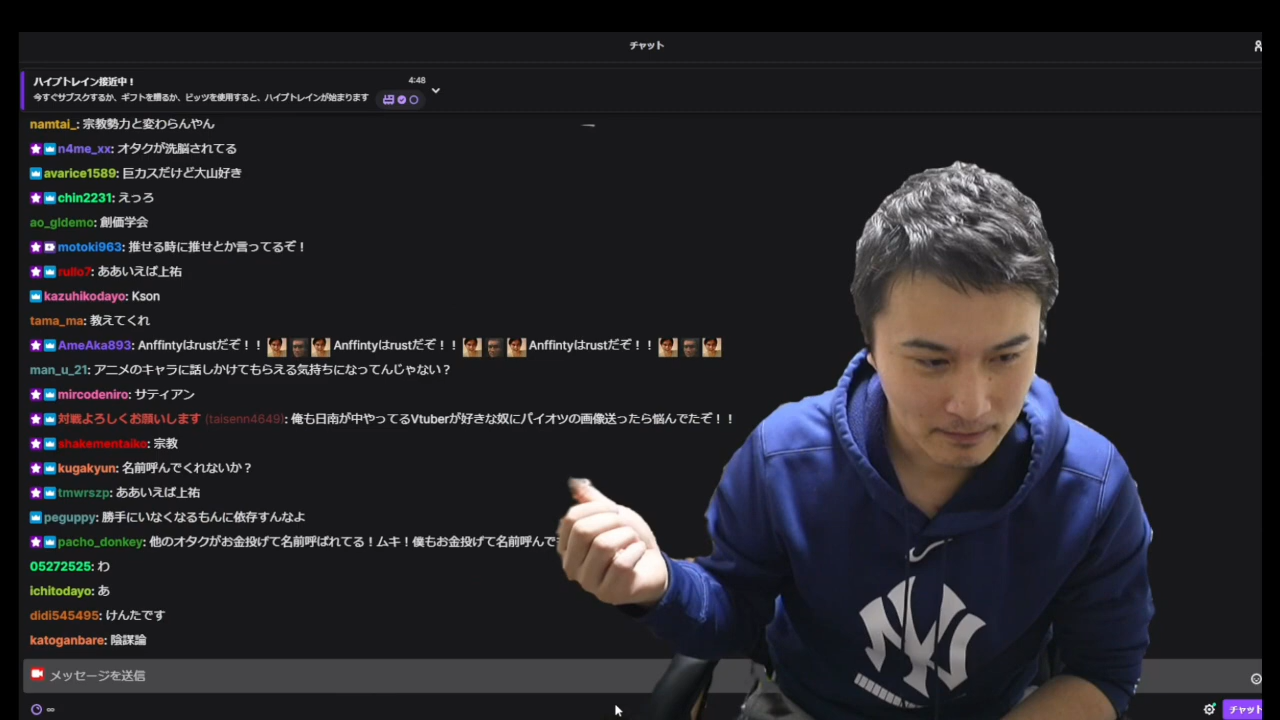 チャット
ハイプトレイン接近中！
4:48
今すぐサブスクするか、ギフトを贈るか、ビッツを使用すると、ハイプトレインが始まります
namtai_: 宗教勢力と変わらんやん
n4me_xx: オタクが洗脳されてる
avarice1589: 巨カスだけど大山好き
chin2231: えっろ
ao_gldemo: 創価学会
motoki963: 推せる時に推せとか言ってるぞ！
rullo7: ああいえば上祐
kazuhikodayo: Kson
tama_ma: 教えてくれ
AmeAka893: Anffintyはrustだぞ！！ Anffintyはrustだぞ！！ Anffintyはrustだぞ！！
man_u_21: アニメのキャラに話しかけてもらえる気持ちになってんじゃない？
mircodeniro: サティアン
対戦よろしくお願いします (taisenn4649): 俺も日南が中やってるVtuberが好きな奴にパイオツの画像送ったら悩んでたぞ！！
shakementaiko: 宗教
kugakyun: 名前呼んでくれないか？
tmwrszp: ああいえば上祐
peguppy: 勝手にいなくなるもんに依存すんなよ
pacho_donkey: 他のオタクがお金投げて名前呼ばれてる！ムキ！僕もお金投げて名前呼んで
05272525: わ
ichitodayo: あ
didi545495: けんたです
katoganbare: 陰謀論
メッセージを送信
チャット
NY